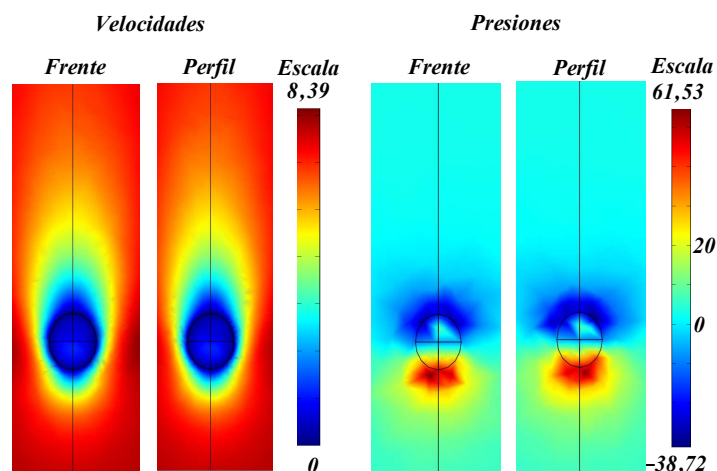 Velocidades
Presiones
Frente Perfil Escala
8,39
Frente Perfil Escala
61,53
20
0
0
−38,72